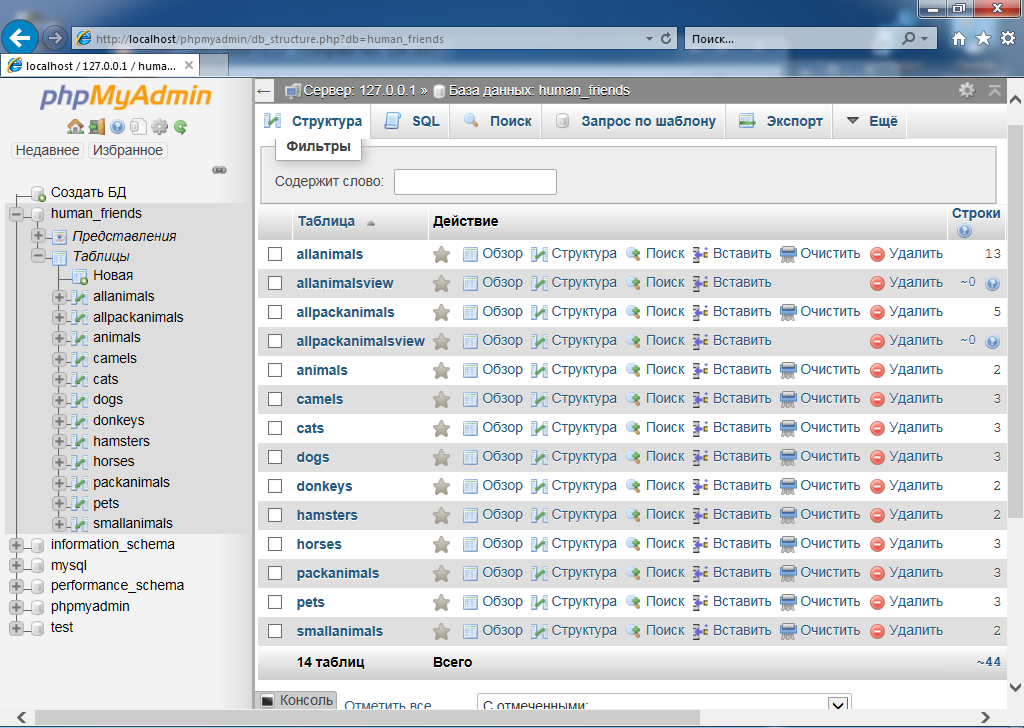 http://localhost/phpmyadmin/db_structure.php?db=human_friends
Поиск...
localhost / 127.0.0.1 / huma...
phpMyAdmin
Недавнее Избранное
Создать БД
human_friends
Представления
Таблицы
Новая
allanimals
allpackanimals
animals
camels
cats
dogs
donkeys
hamsters
horses
packanimals
pets
smallanimals
information_schema
mysql
performance_schema
phpmyadmin
test
Сервер: 127.0.0.1 » База данных: human_friends
Структура SQL Поиск Запрос по шаблону Экспорт Ещё
Фильтры
Содержит слово:
Таблица Действие Строки
allanimals Обзор Структура Поиск Вставить Очистить Удалить 13
allanimalsview Обзор Структура Поиск Вставить Удалить ~0
allpackanimals Обзор Структура Поиск Вставить Очистить Удалить 5
allpackanimalsview Обзор Структура Поиск Вставить Удалить ~0
animals Обзор Структура Поиск Вставить Очистить Удалить 2
camels Обзор Структура Поиск Вставить Очистить Удалить 3
cats Обзор Структура Поиск Вставить Очистить Удалить 3
dogs Обзор Структура Поиск Вставить Очистить Удалить 3
donkeys Обзор Структура Поиск Вставить Очистить Удалить 2
hamsters Обзор Структура Поиск Вставить Очистить Удалить 2
horses Обзор Структура Поиск Вставить Очистить Удалить 3
packanimals Обзор Структура Поиск Вставить Очистить Удалить 3
pets Обзор Структура Поиск Вставить Очистить Удалить 3
smallanimals Обзор Структура Поиск Вставить Очистить Удалить 2
14 таблиц Всего ~44
Консоль Отметить все С отмеченными: